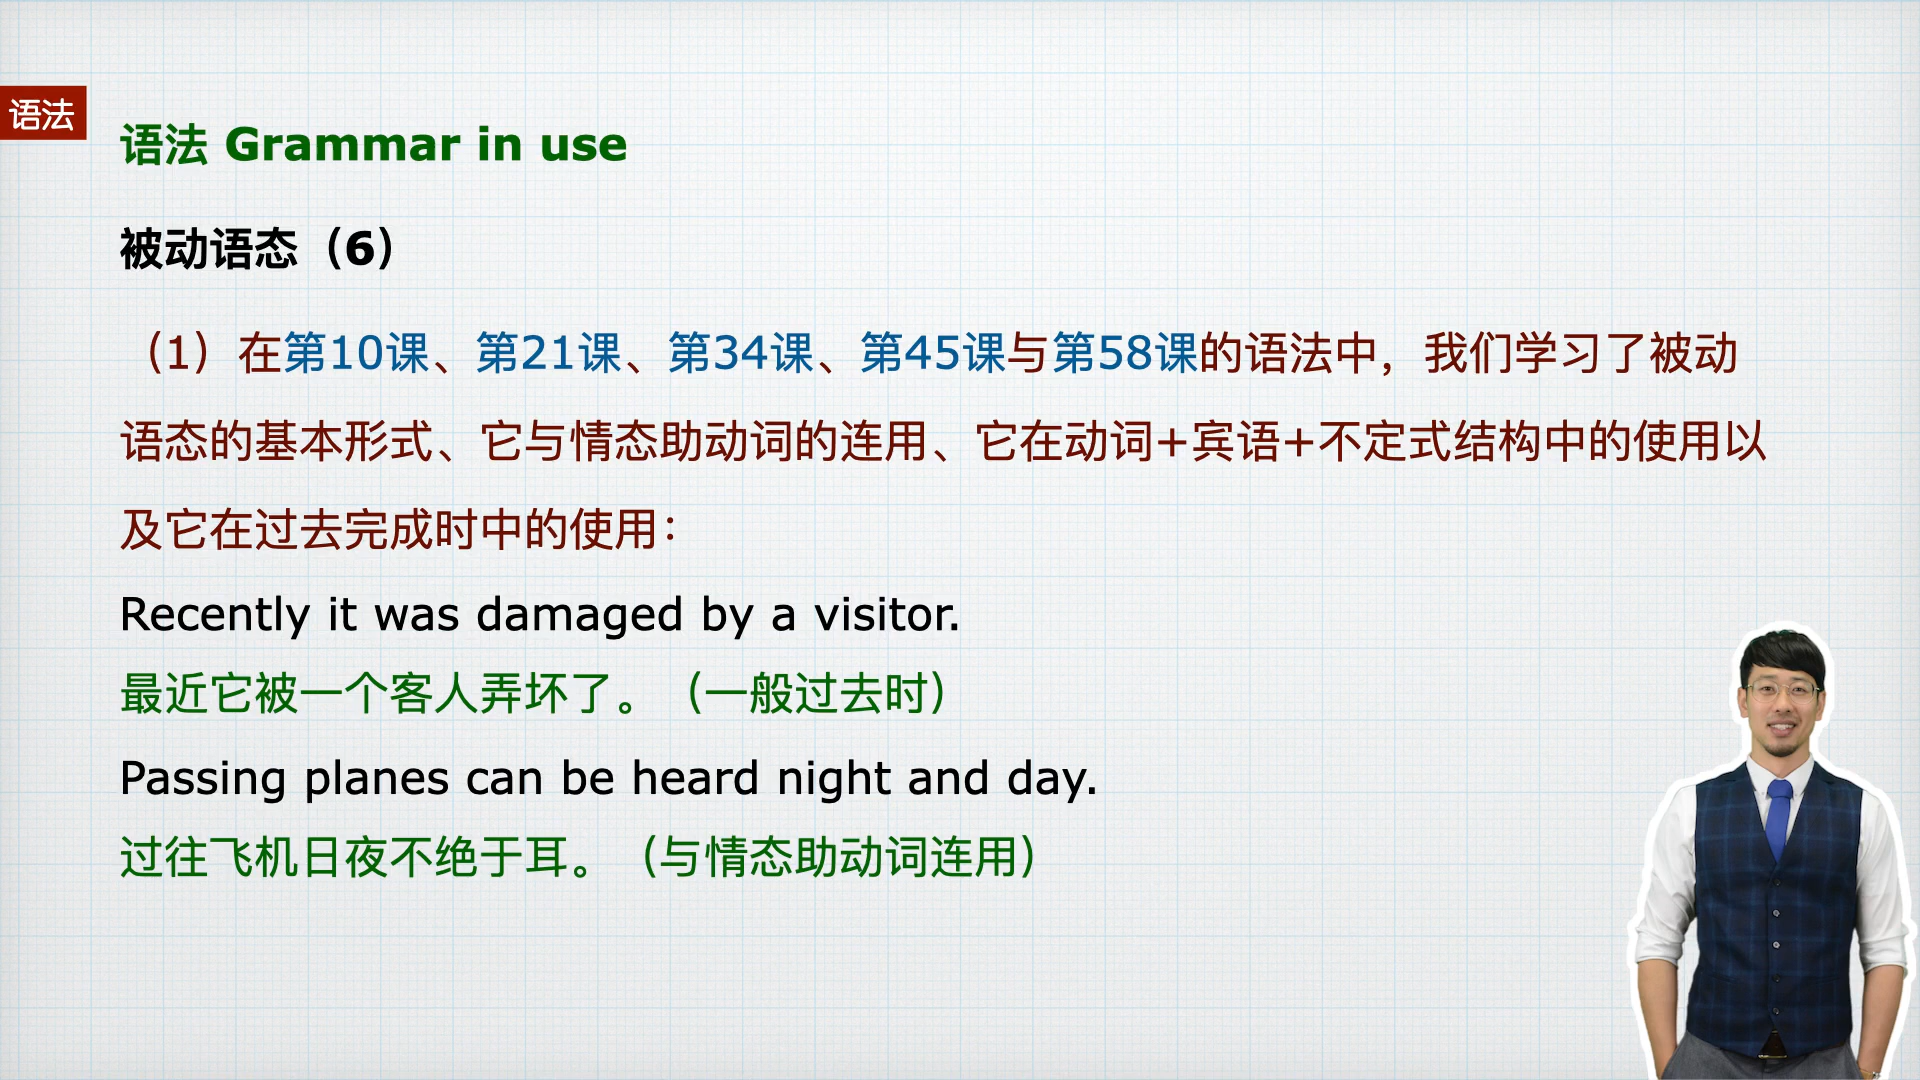 语法
语法 Grammar in use
被动语态（6）
（1）在第10课、第21课、第34课、第45课与第58课的语法中，我们学习了被动
语态的基本形式、它与情态助动词的连用、它在动词+宾语+不定式结构中的使用以
及它在过去完成时中的使用：
Recently it was damaged by a visitor.
最近它被一个客人弄坏了。（一般过去时）
Passing planes can be heard night and day.
过往飞机日夜不绝于耳。（与情态助动词连用）